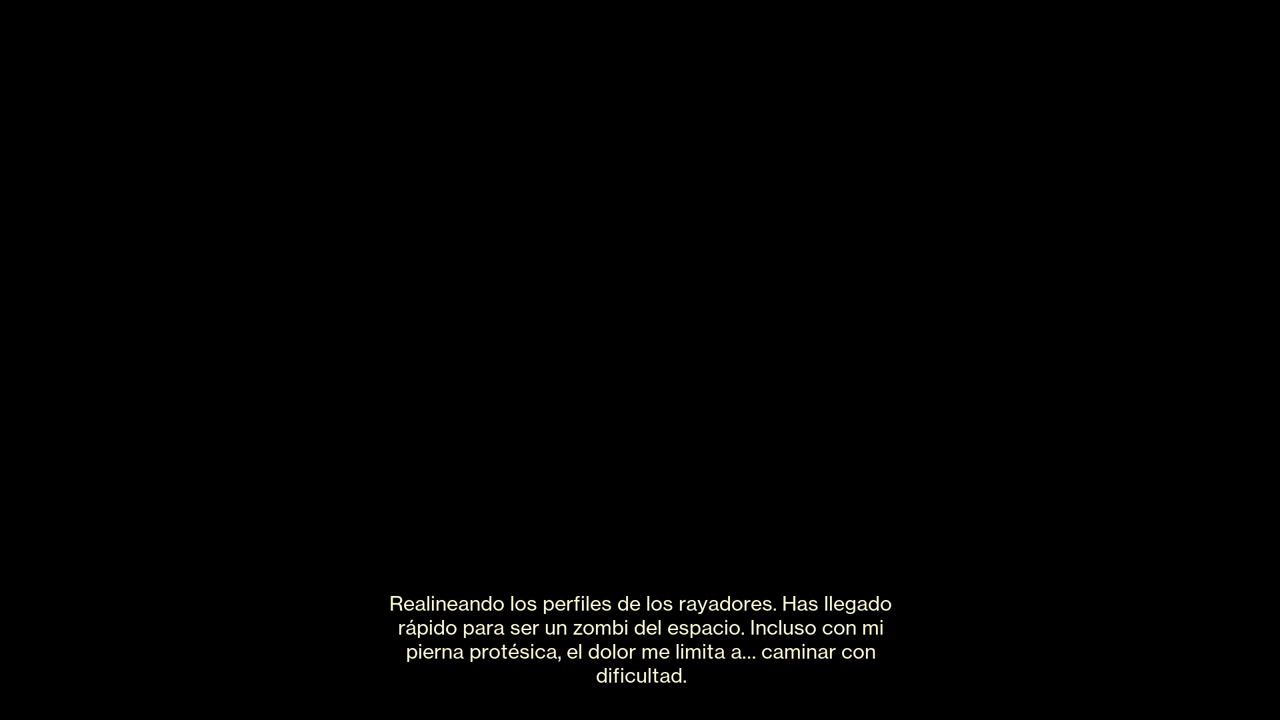 Realineando los perfiles de los rayadores. Has llegado
rápido para ser un zombi del espacio. Incluso con mi
pierna protésica, el dolor me limita a... caminar con
dificultad.